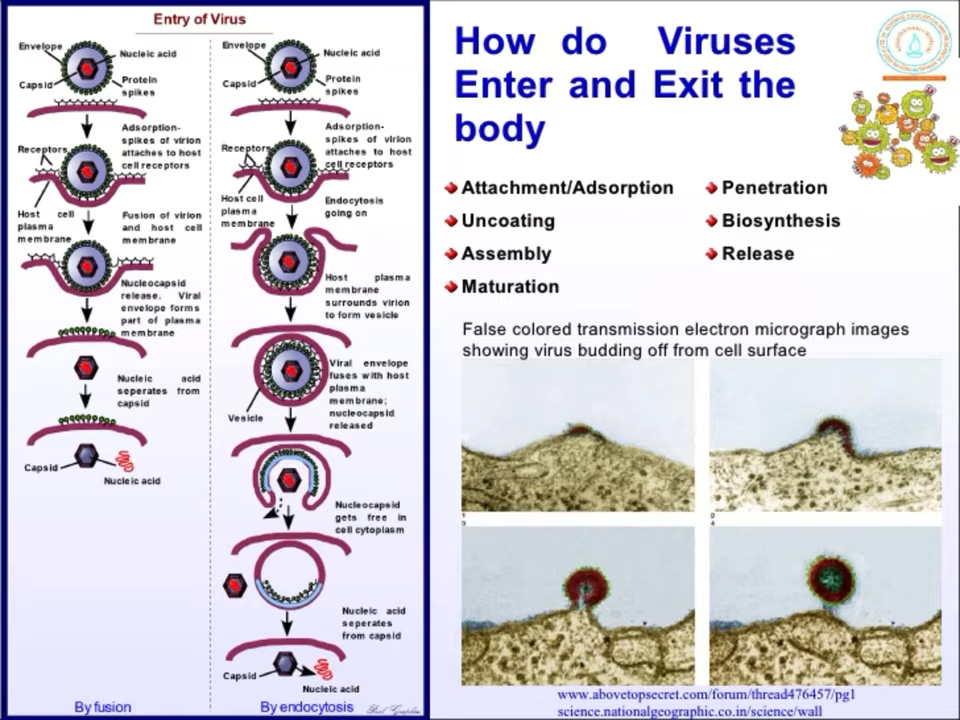 Entry of Virus
Envelope
Nucleic acid
Capsid
Protein
spikes
Adsorption-
spikes of virion
attaches to host
cell receptors
Receptors
Host cell
plasma
membrane
Fusion of virion
and host cell
membrane
Nucleocapsid
release. Viral
envelope forms
part of plasma
membrane
Nucleic acid
seperates from
capsid
Capsid
Nucleic acid
By fusion
Envelope
Nucleic acid
Capsid
Protein
spikes
Adsorption-
spikes of virion
attaches to host
cell receptors
Receptors
Host cell
plasma
membrane
Endocytosis
going on
Host plasma
membrane
surrounds virion
to form vesicle
Viral envelope
fuses with host
plasma
membrane;
nucleocapsid
released
Vesicle
Nucleocapsid
gets free in
cell cytoplasm
Nucleic acid
seperates
from capsid
Capsid
Nucleic acid
By endocytosis
How do Viruses
Enter and Exit the
body
Attachment/Adsorption
Penetration
Uncoating
Biosynthesis
Assembly
Release
Maturation
False colored transmission electron micrograph images
showing virus budding off from cell surface
1
2
3
4
www.abovetopsecret.com/forum/thread476457/pg1
science.nationalgeographic.co.in/science/wall